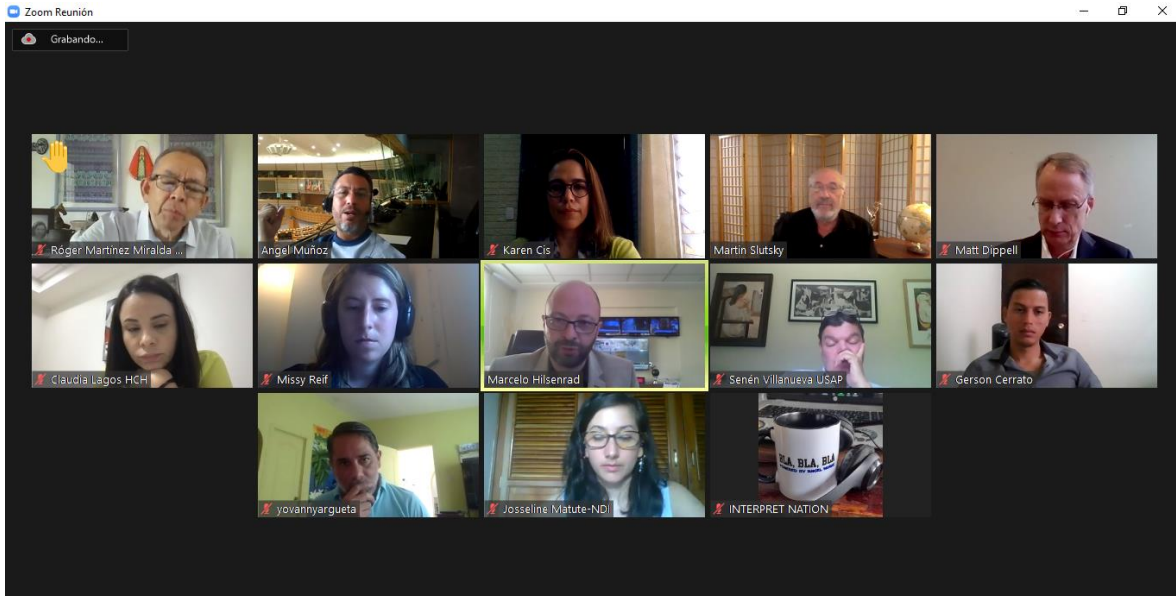 Zoom Reunión
Grabando...
Róger Martínez Miralda ...
Angel Muñoz
Karen Cis
Martin Slutsky
Matt Dippell
Claudia Lagos HCH
Missy Reif
Marcelo Hilsenrad
Senén Villanueva USAP
Gerson Cerrato
yovannyargueta
Josseline Matute-NDI
BLA, BLA, BLA
INTERPRET NATION